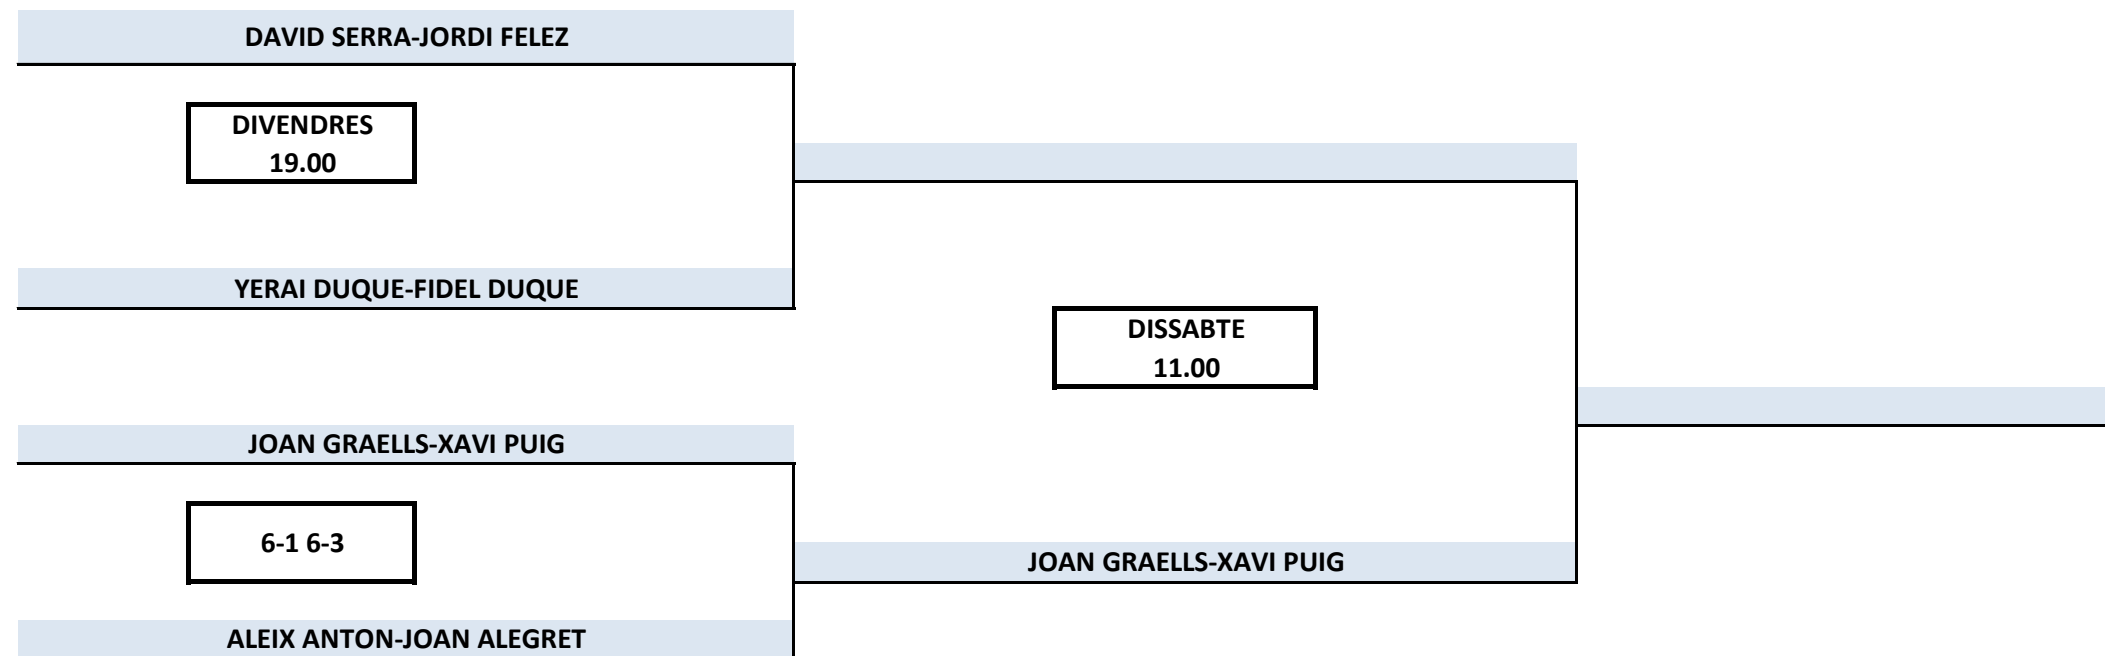 DAVID SERRA-JORDI FELEZ
DIVENDRES
19.00
YERAI DUQUE-FIDEL DUQUE
DISSABTE
11.00
JOAN GRAELLS-XAVI PUIG
6-1 6-3
JOAN GRAELLS-XAVI PUIG
ALEIX ANTON-JOAN ALEGRET